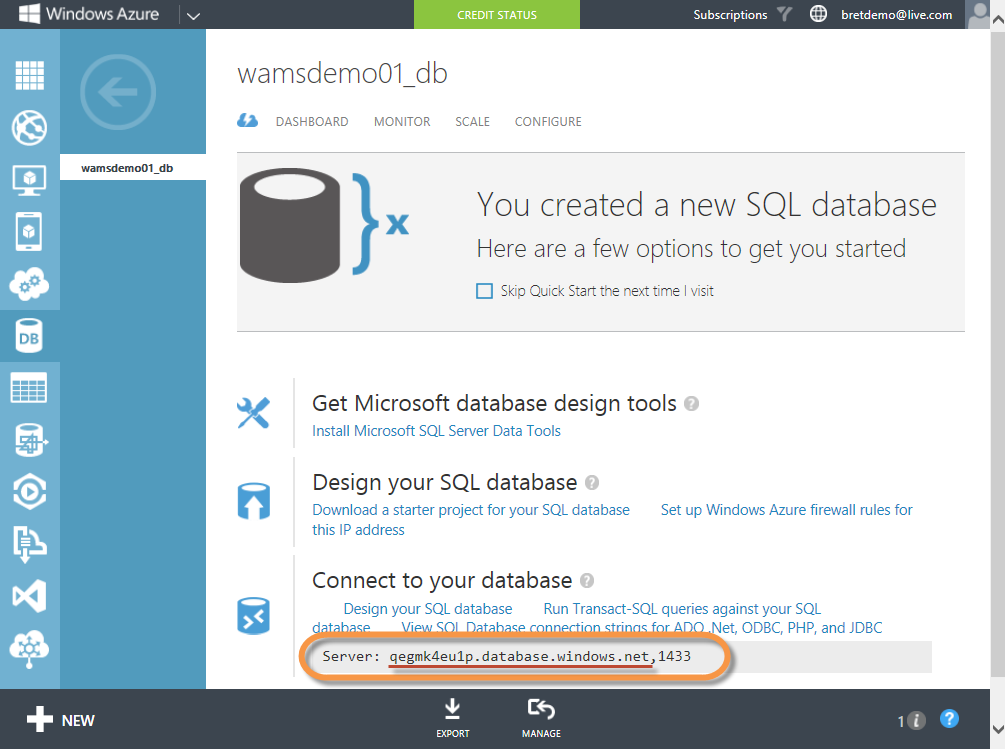 Windows Azure
CREDIT STATUS
Subscriptions
bretdemo@live.com
wamsdemo01_db
wamsdemo01_db
DASHBOARD MONITOR SCALE CONFIGURE
x
You created a new SQL database
Here are a few options to get you started
Skip Quick Start the next time I visit
DB
Get Microsoft database design tools ?
Install Microsoft SQL Server Data Tools
Design your SQL database ?
Download a starter project for your SQL database Set up Windows Azure firewall rules for
this IP address
Connect to your database ?
Design your SQL database Run Transact-SQL queries against your SQL
database View SQL Database connection strings for ADO .Net, ODBC, PHP, and JDBC
Server: qegmk4eu1p.database.windows.net,1433
NEW
EXPORT
MANAGE
1 i ?